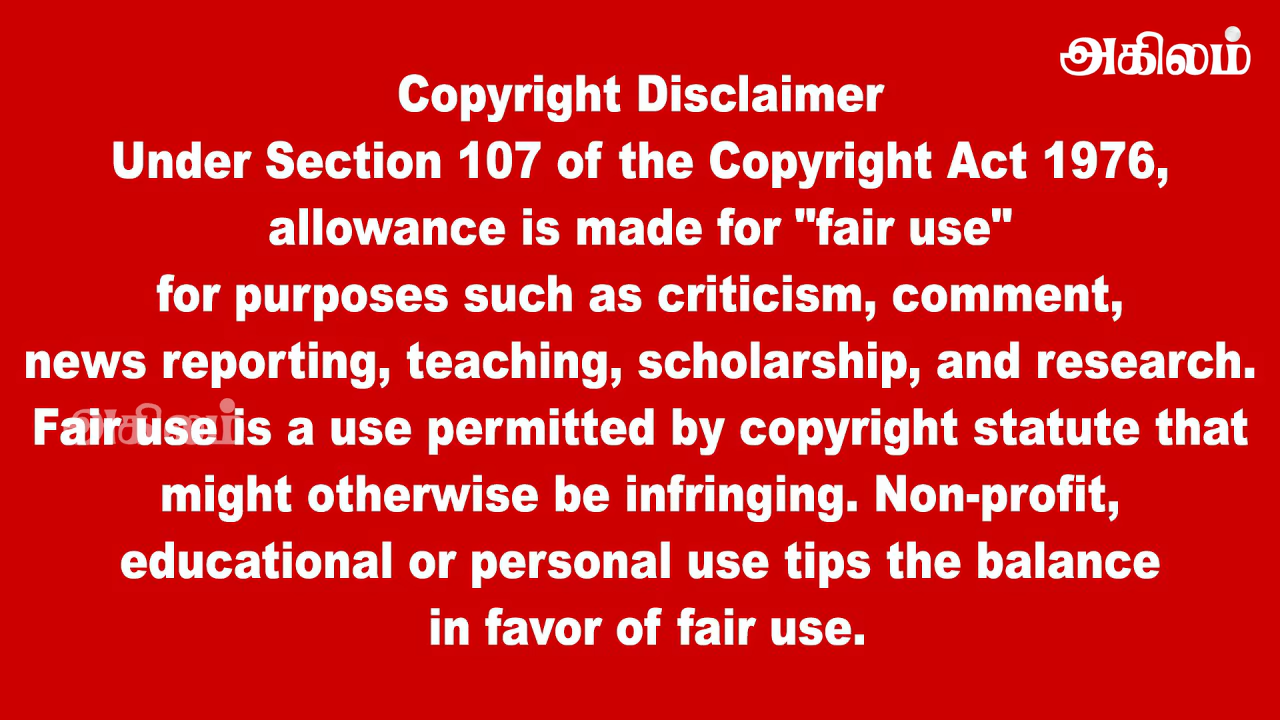 அகிலம்
Copyright Disclaimer
Under Section 107 of the Copyright Act 1976,
allowance is made for "fair use"
for purposes such as criticism, comment,
news reporting, teaching, scholarship, and research.
அகிலம்
Fair use is a use permitted by copyright statute that
might otherwise be infringing. Non-profit,
educational or personal use tips the balance
in favor of fair use.